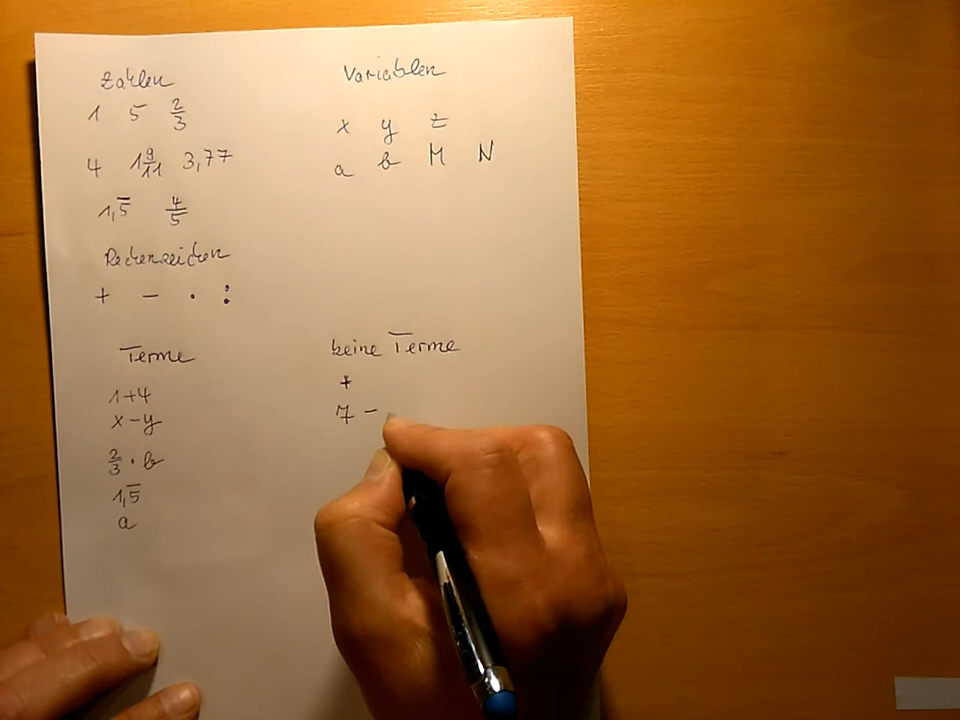 Zahlen
1 5 2/3
4 1 9/11 3,77
1,5 4/5
Rechenzeichen
+ - · :
Variablen
x y z
a b M N
Terme
1+4
x-y
2/3 · b
1,5
a
keine Terme
+
7 -